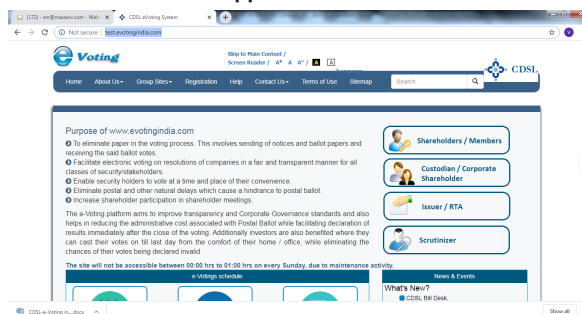 (172) - sm@masserv.com - Web
CDSL eVoting System
Not secure | test.evotingindia.com
e Voting
Skip to Main Content /
Screen Reader / A+ A A- / A A
CDSL
Home About Us Group Sites Registration Help Contact Us Terms of Use Sitemap Search
Purpose of www.evotingindia.com
To eliminate paper in the voting process. This involves sending of notices and ballot papers and
receiving the said ballot votes.
Facilitate electronic voting on resolutions of companies in a fair and transparent manner for all
classes of security/stakeholders.
Enable security holders to vote at a time and place of their convenience.
Eliminate postal and other natural delays which cause a hindrance to postal ballot.
Increase shareholder participation in shareholder meetings.
The e-Voting platform aims to improve transparency and Corporate Governance standards and also
helps in reducing the administrative cost associated with Postal Ballot while facilitating declaration of
results immediately after the close of the voting. Additionally investors are also benefited where they
can cast their votes on till last day from the comfort of their home / office, while eliminating the
chances of their votes being declared invalid
Shareholders / Members
Custodian / Corporate
Shareholder
Issuer / RTA
Scrutinizer
The site will not be accessible between 00:00 hrs to 01:00 hrs on every Sunday, due to maintenance activity.
e-Votings schedule
News & Events
What's New?
CDSL Bill Desk.
CDSL-e-Voting in....docx
Show all